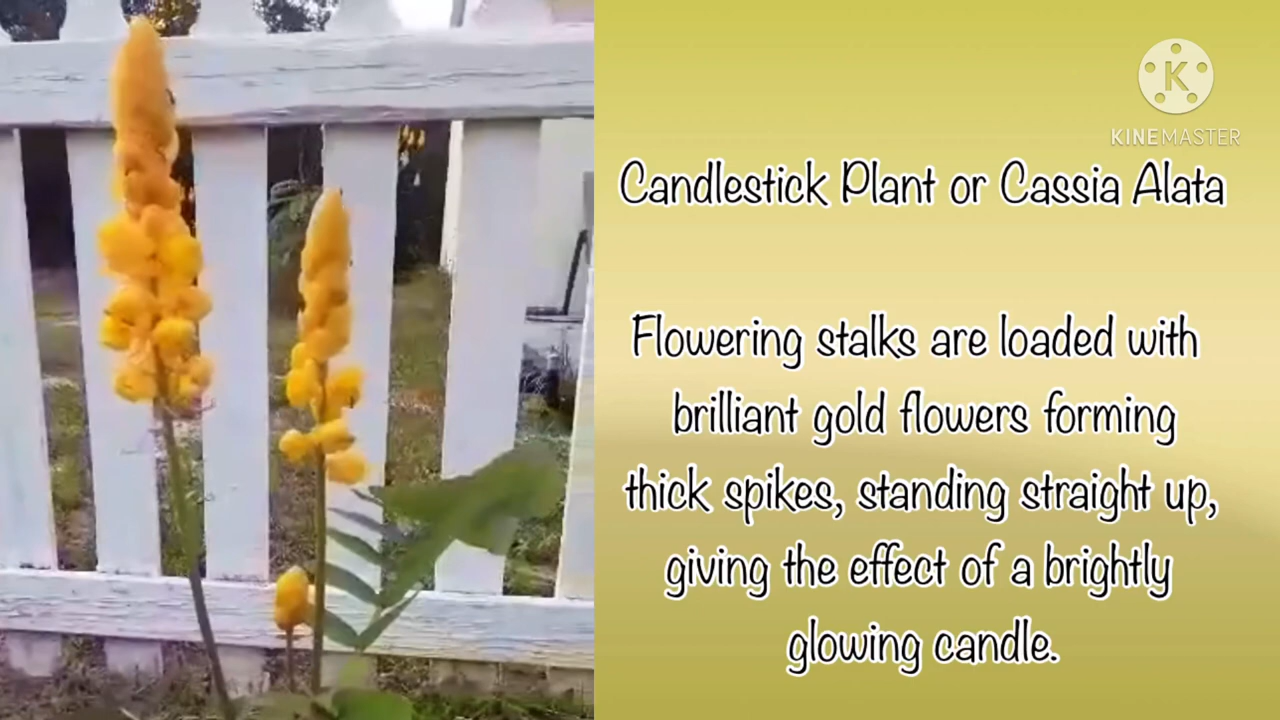 K
KINEMASTER
Candlestick Plant or Cassia Alata
Flowering stalks are loaded with
brilliant gold flowers forming
thick spikes, standing straight up,
giving the effect of a brightly
glowing candle.